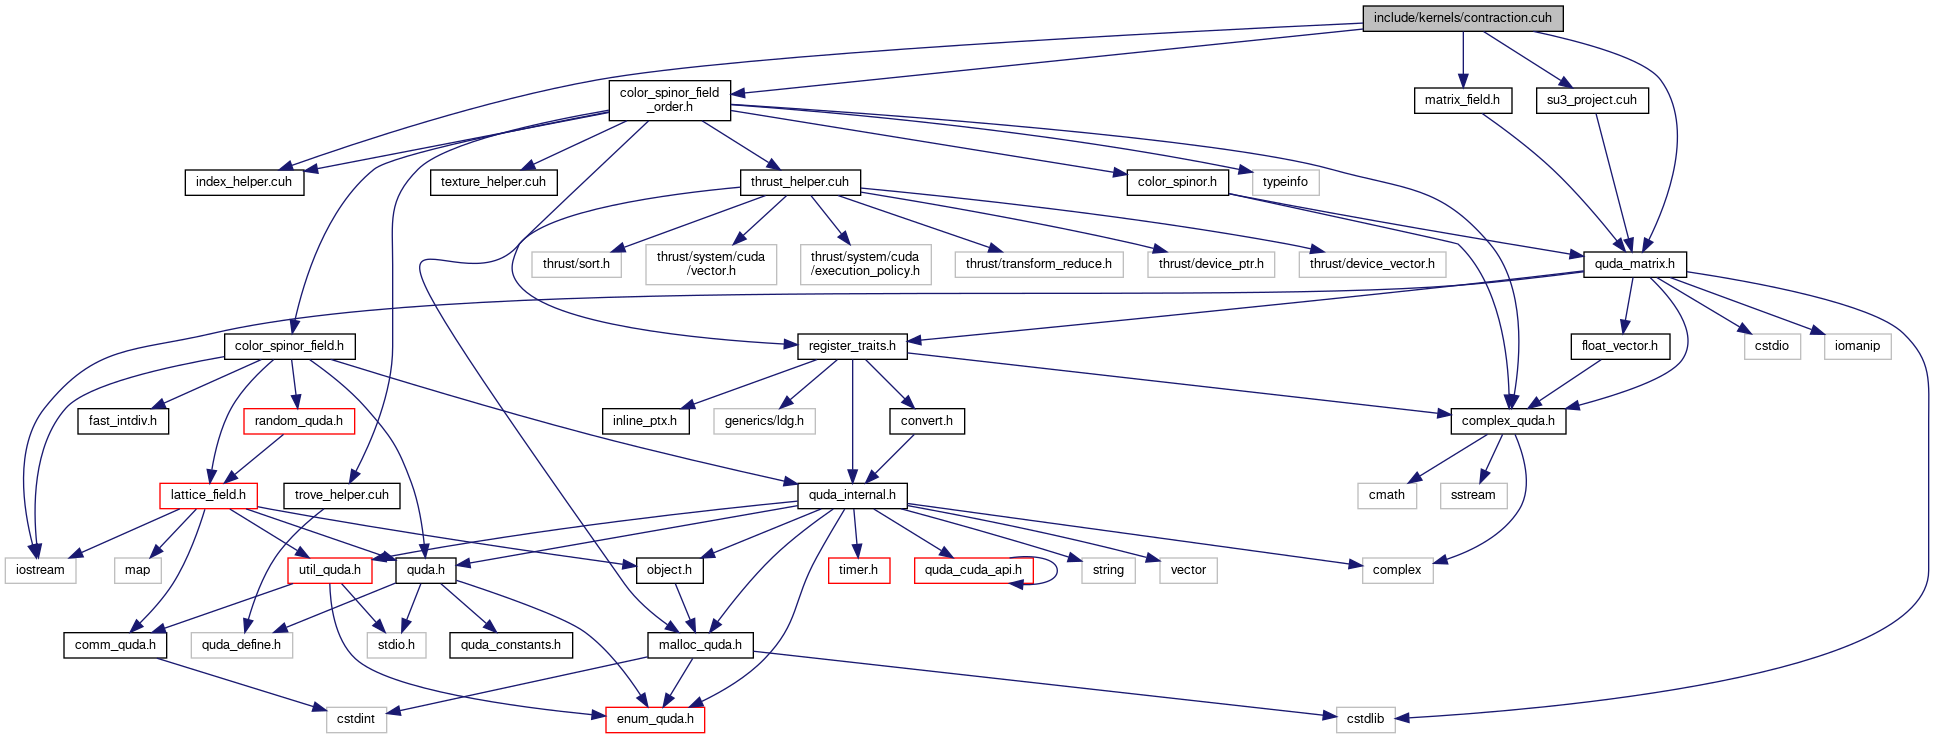 include/kernels/contraction.cuh
color_spinor_field
_order.h
matrix_field.h
su3_project.cuh
index_helper.cuh
texture_helper.cuh
thrust_helper.cuh
color_spinor.h
typeinfo
thrust/sort.h
thrust/system/cuda
/vector.h
thrust/system/cuda
/execution_policy.h
thrust/transform_reduce.h
thrust/device_ptr.h
thrust/device_vector.h
quda_matrix.h
color_spinor_field.h
register_traits.h
float_vector.h
cstdio
iomanip
fast_intdiv.h
random_quda.h
inline_ptx.h
generics/ldg.h
convert.h
complex_quda.h
lattice_field.h
trove_helper.cuh
quda_internal.h
cmath
sstream
iostream
map
util_quda.h
quda.h
object.h
timer.h
quda_cuda_api.h
string
vector
complex
comm_quda.h
quda_define.h
stdio.h
quda_constants.h
malloc_quda.h
cstdint
enum_quda.h
cstdlib